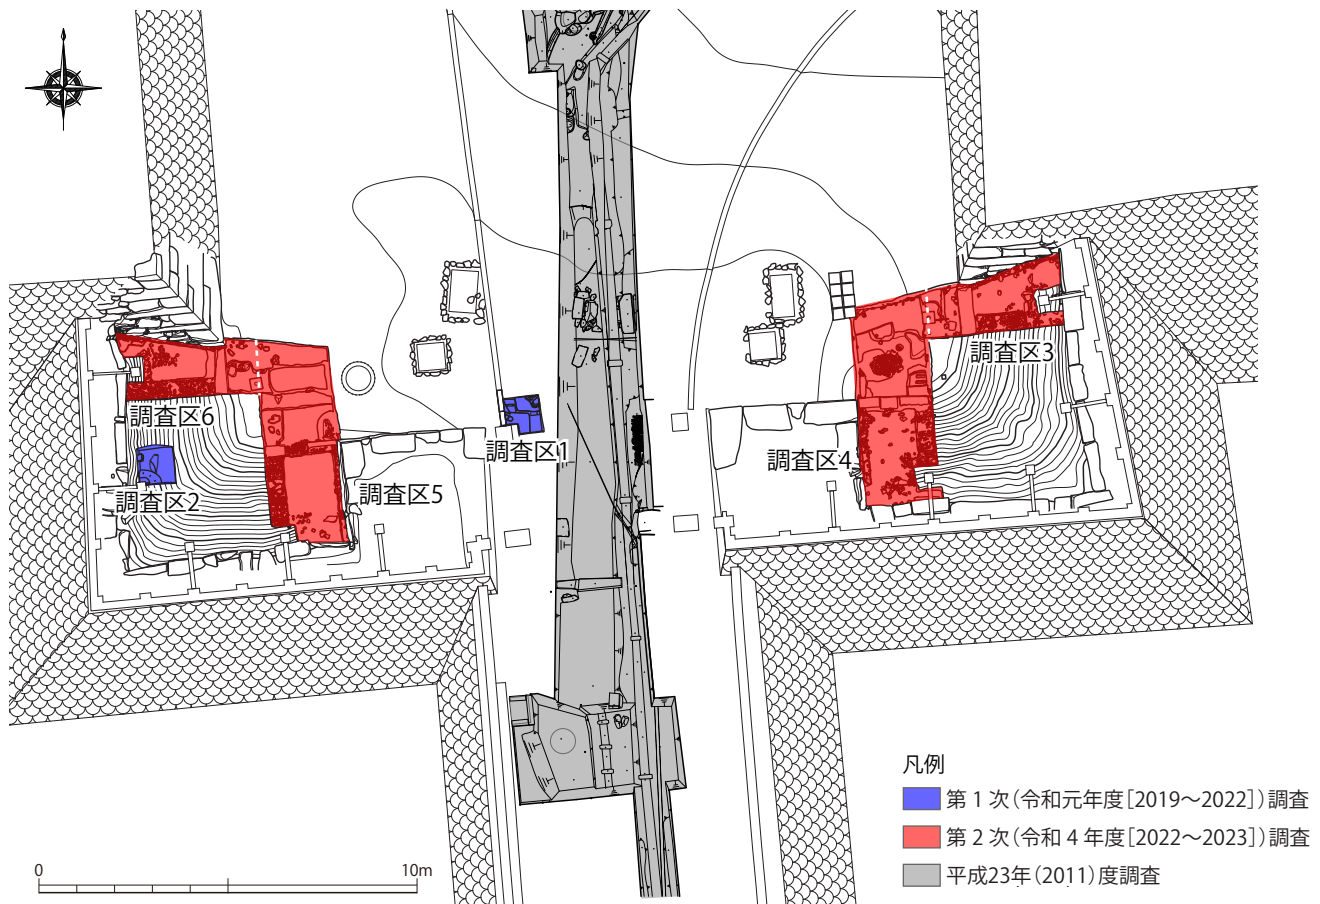 調査区3
調査区6
調査区1
調査区4
調査区2
調査区5
凡例
第1次(令和元年度[2019〜2022])調査
第2次(令和4年度[2022〜2023])調査
平成23年(2011)度調査
0 10m